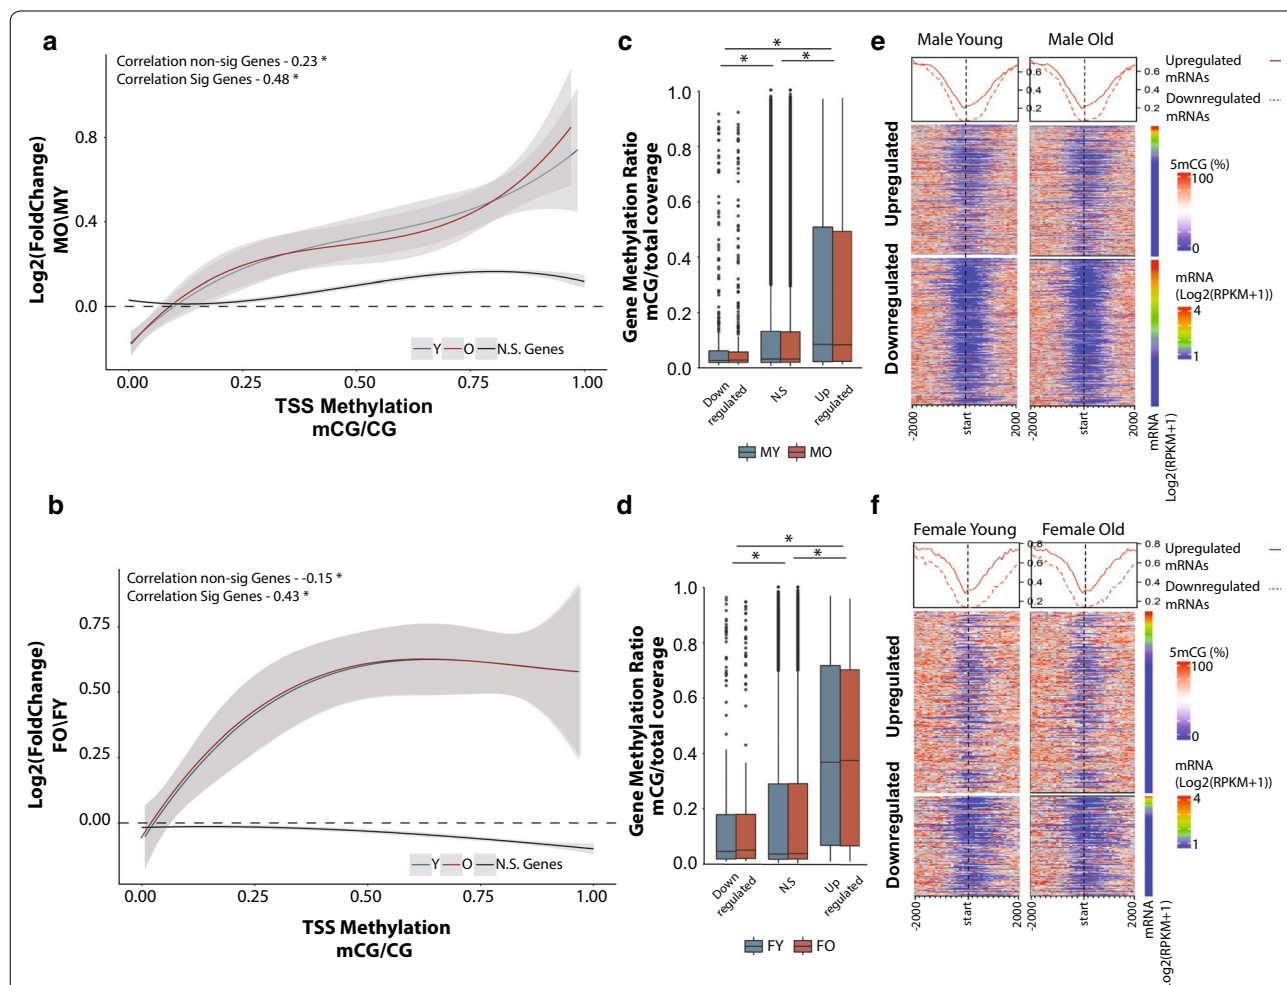 a
Correlation non-sig Genes - 0.23 *
Correlation Sig Genes - 0.48 *
Log2(FoldChange)
MO\MY
0.8
0.4
0.0
Y O N.S. Genes
0.00 0.25 0.50 0.75 1.00
TSS Methylation
mCG/CG
b
Correlation non-sig Genes - -0.15 *
Correlation Sig Genes - 0.43 *
Log2(FoldChange)
FO\FY
0.75
0.50
0.25
0.00
Y O N.S. Genes
0.00 0.25 0.50 0.75 1.00
TSS Methylation
mCG/CG
c
*
* *
Gene Methylation Ratio
mCG/total coverage
1.0
0.8
0.6
0.4
0.2
0.0
Down
regulated
N.S
Up
regulated
MY MO
d
*
* *
Gene Methylation Ratio
mCG/total coverage
1.0
0.8
0.6
0.4
0.2
0.0
Down
regulated
N.S
Up
regulated
FY FO
e
Male Young Male Old
0.6
0.4
0.2
0.6
0.4
0.2
Upregulated
mRNAs
Downregulated
mRNAs
Upregulated
Downregulated
5mCG (%)
100
0
mRNA
(Log2(RPKM+1))
4
1
-2000 start 2000 -2000 start 2000
mRNA
Log2(RPKM+1)
f
Female Young Female Old
0.8
0.6
0.4
0.2
0.8
0.6
0.4
0.2
Upregulated
mRNAs
Downregulated
mRNAs
Upregulated
Downregulated
5mCG (%)
100
0
mRNA
(Log2(RPKM+1))
4
1
-2000 start 2000 -2000 start 2000
mRNA
Log2(RPKM+1)